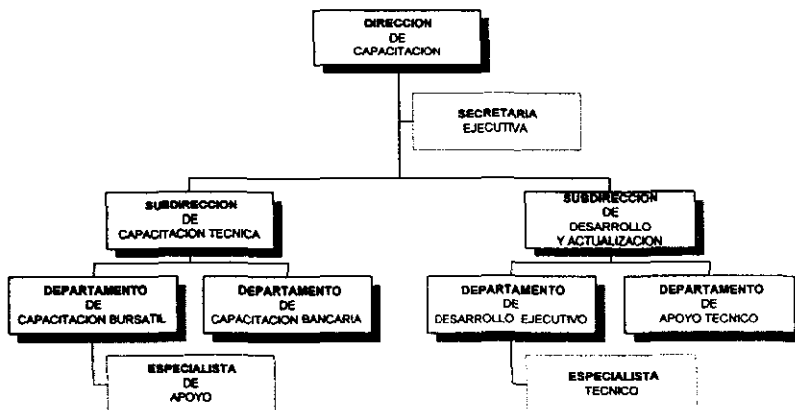 DIRECCION
DE
CAPACITACION
SECRETARIA
EJECUTIVA
SUBDIRECCION
DE
CAPACITACION TECNICA
SUBDIRECCION
DE
DESARROLLO
Y ACTUALIZACION
DEPARTAMENTO
DE
CAPACITACION BURSATIL
DEPARTAMENTO
DE
CAPACITACION BANCARIA
DEPARTAMENTO
DE
DESARROLLO EJECUTIVO
DEPARTAMENTO
DE
APOYO TECNICO
ESPECIALISTA
DE
APOYO
ESPECIALISTA
TECNICO